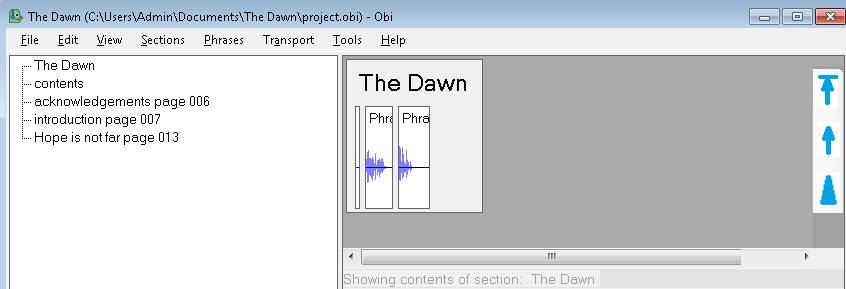 The Dawn (C:\Users\Admin\Documents\The Dawn\project.obi) - Obi
File Edit View Sections Phrases Transport Tools Help
The Dawn
contents
acknowledgements page 006
introduction page 007
Hope is not far page 013
The Dawn
Phra Phra
Showing contents of section: The Dawn